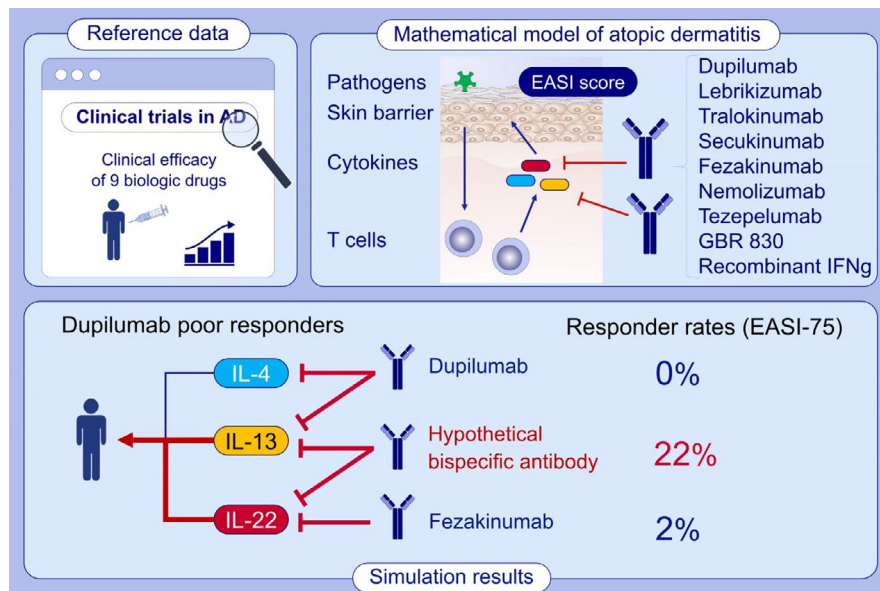 Reference data
Clinical trials in AD
Clinical efficacy
of 9 biologic drugs
Mathematical model of atopic dermatitis
Pathogens
Skin barrier
Cytokines
T cells
EASI score
Dupilumab
Lebrikizumab
Tralokinumab
Secukinumab
Fezakinumab
Nemolizumab
Tezepelumab
GBR 830
Recombinant IFNg
Dupilumab poor responders
Responder rates (EASI-75)
IL-4
Dupilumab
0%
IL-13
Hypothetical
bispecific antibody
22%
IL-22
Fezakinumab
2%
Simulation results